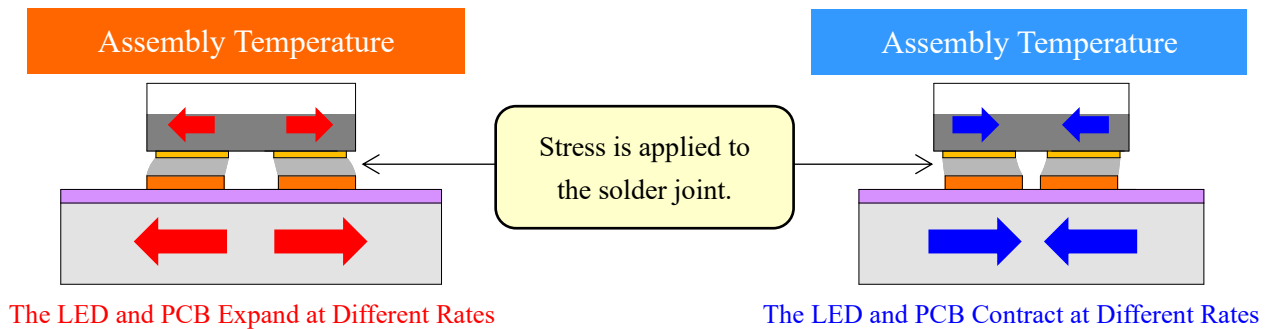 Assembly Temperature
Assembly Temperature
Stress is applied to
the solder joint.
The LED and PCB Expand at Different Rates
The LED and PCB Contract at Different Rates